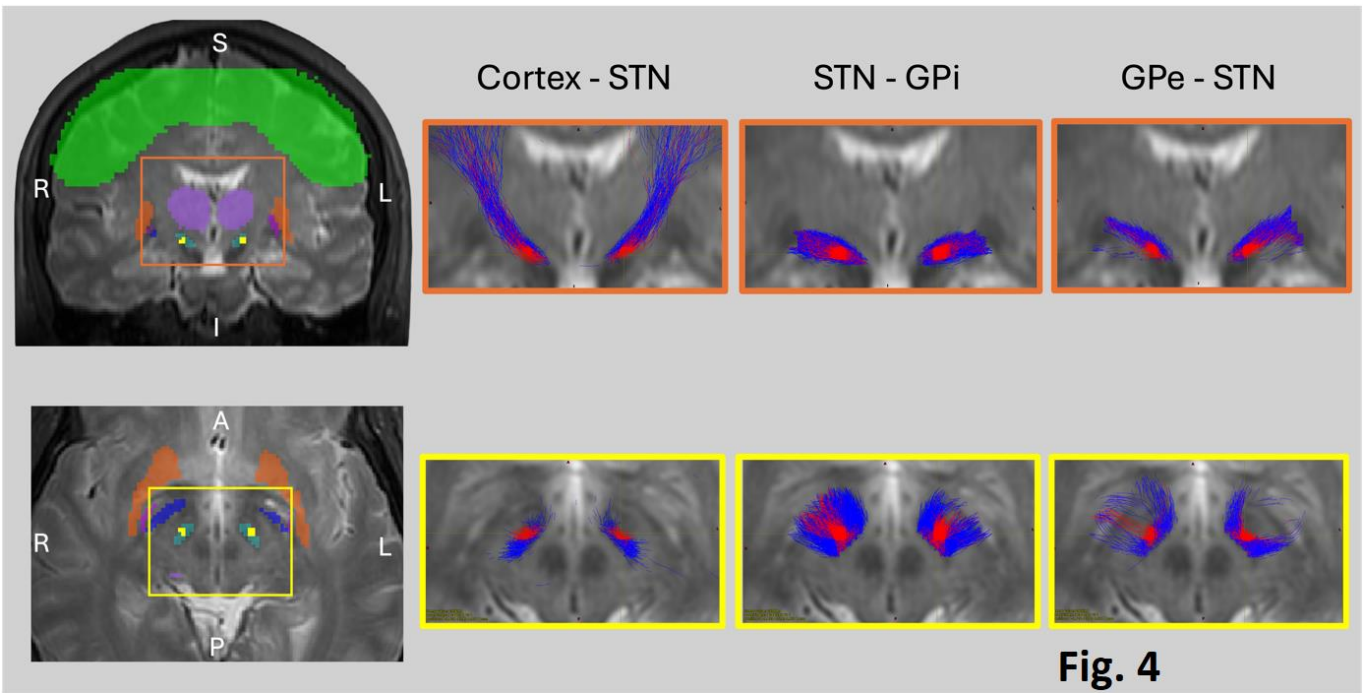 S
Cortex - STN
STN - GPi
GPe - STN
R
L
I
A
R
L
P
Fig. 4